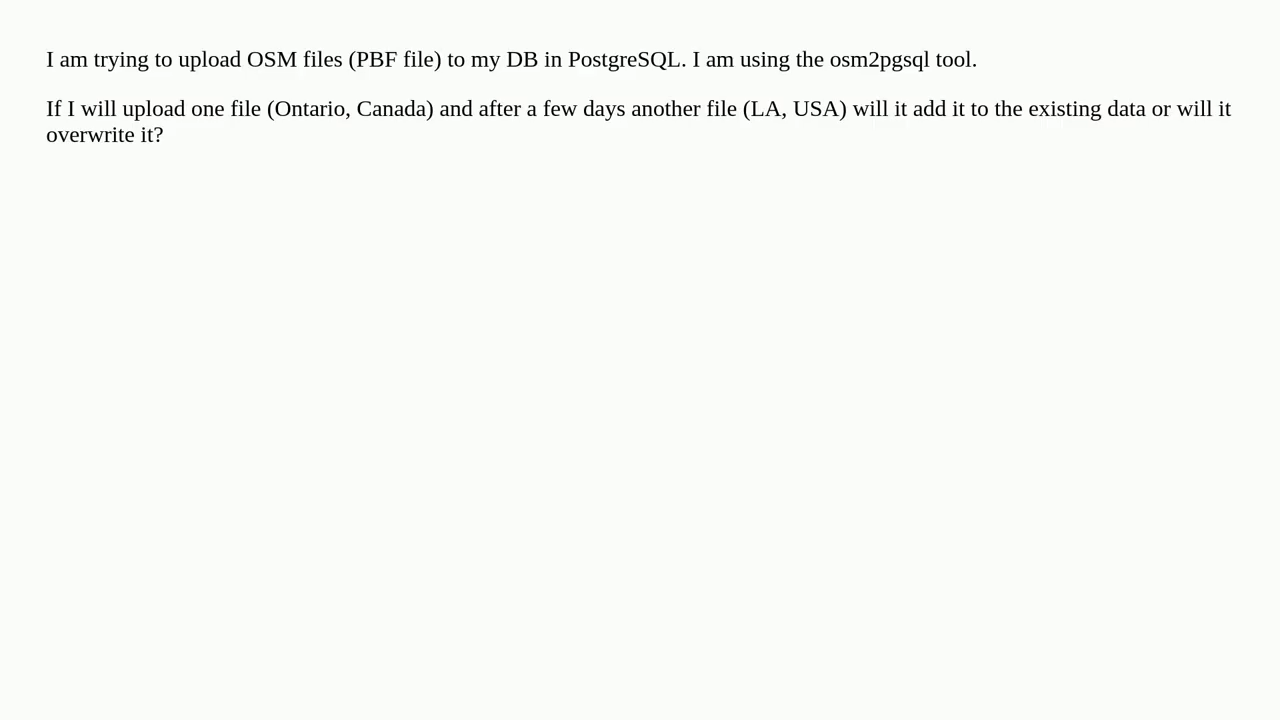 I am trying to upload OSM files (PBF file) to my DB in PostgreSQL. I am using the osm2pgsql tool.
If I will upload one file (Ontario, Canada) and after a few days another file (LA, USA) will it add it to the existing data or will it
overwrite it?